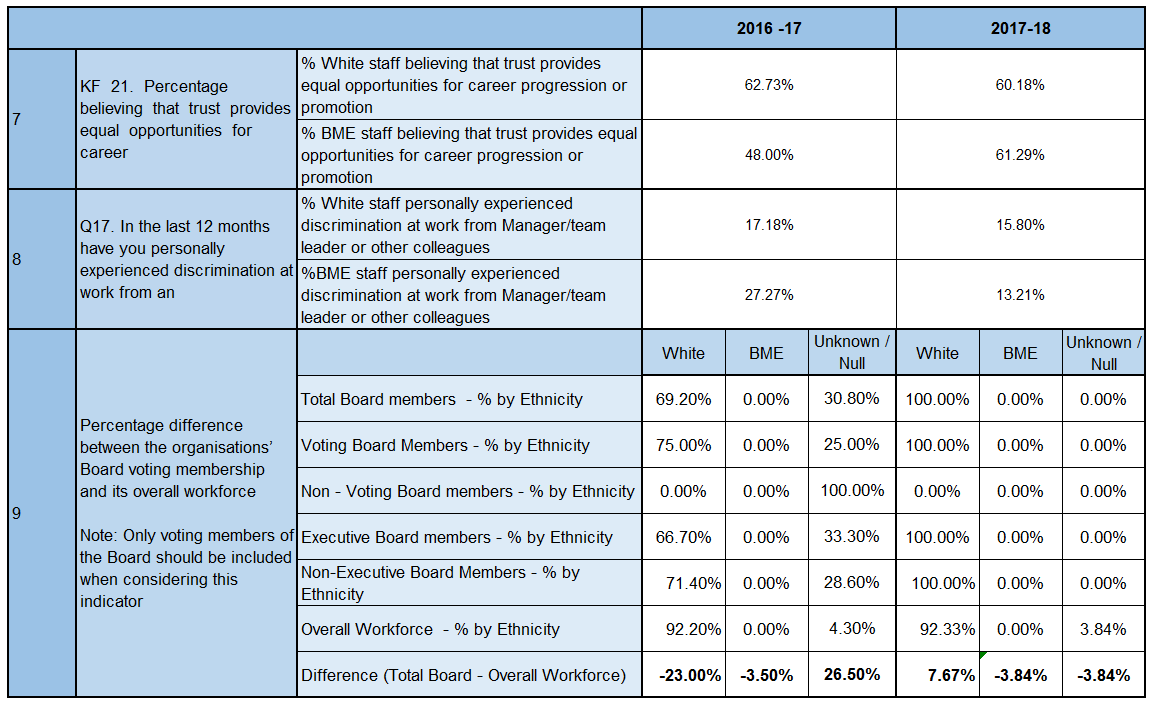 2016 -17 2017-18
7
KF 21. Percentage
believing that trust provides
equal opportunities for
career
% White staff believing that trust provides
equal opportunities for career progression or
promotion
62.73% 60.18%
% BME staff believing that trust provides equal
opportunities for career progression or
promotion
48.00% 61.29%
8
Q17. In the last 12 months
have you personally
experienced discrimination at
work from an
% White staff personally experienced
discrimination at work from Manager/team
leader or other colleagues
17.18% 15.80%
%BME staff personally experienced
discrimination at work from Manager/team
leader or other colleagues
27.27% 13.21%
9
Percentage difference
between the organisations’
Board voting membership
and its overall workforce
Note: Only voting members of
the Board should be included
when considering this
indicator
White BME Unknown / Null White BME Unknown / Null
Total Board members - % by Ethnicity 69.20% 0.00% 30.80% 100.00% 0.00% 0.00%
Voting Board Members - % by Ethnicity 75.00% 0.00% 25.00% 100.00% 0.00% 0.00%
Non - Voting Board members - % by Ethnicity 0.00% 0.00% 100.00% 0.00% 0.00% 0.00%
Executive Board members - % by Ethnicity 66.70% 0.00% 33.30% 100.00% 0.00% 0.00%
Non-Executive Board Members - % by
Ethnicity
71.40% 0.00% 28.60% 100.00% 0.00% 0.00%
Overall Workforce - % by Ethnicity 92.20% 0.00% 4.30% 92.33% 0.00% 3.84%
Difference (Total Board - Overall Workforce) -23.00% -3.50% 26.50% 7.67% -3.84% -3.84%